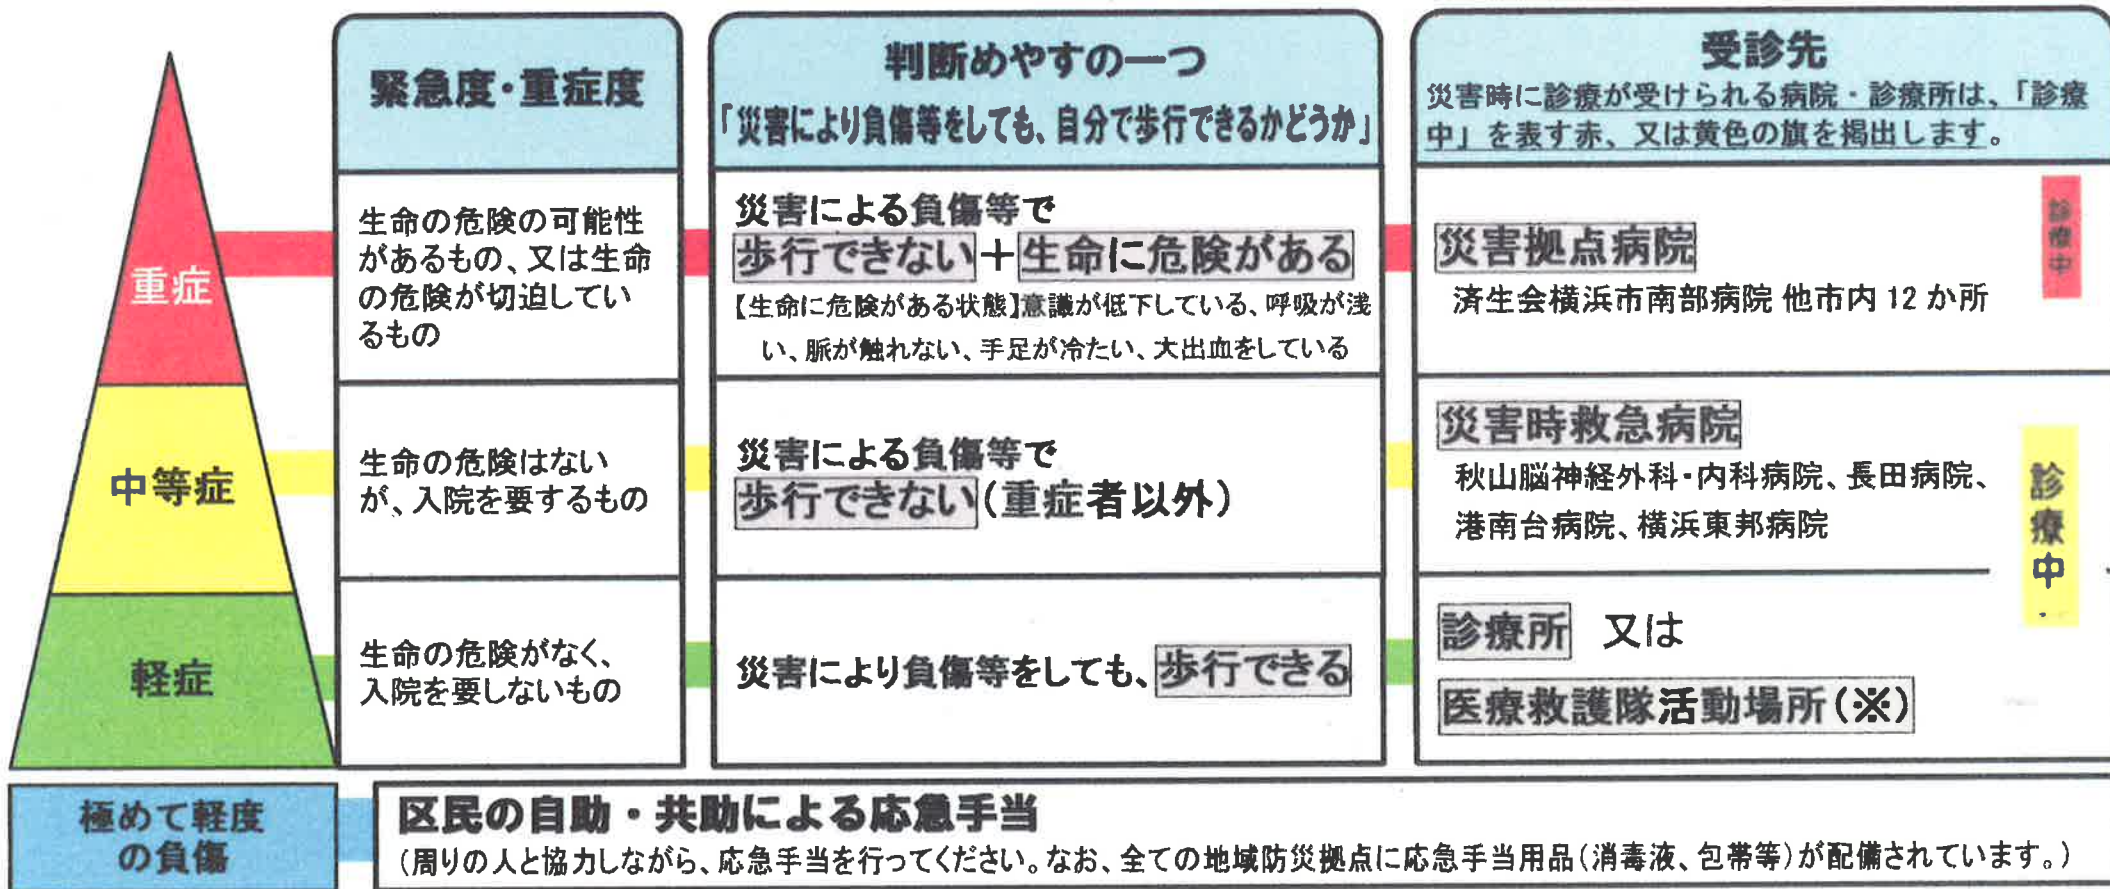 緊急度・重症度
判断めやすの一つ
「災害により負傷等をしても、自分で歩行できるかどうか」
受診先
災害時に診療が受けられる病院・診療所は、「診療
中」を表す赤、又は黄色の旗を掲出します。
重症
生命の危険の可能性
があるもの、又は生命
の危険が切迫してい
るもの
災害による負傷等で
歩行できない＋生命に危険がある
【生命に危険がある状態】意識が低下している、呼吸が浅
い、脈が触れない、手足が冷たい、大出血をしている
災害拠点病院
済生会横浜市南部病院 他市内 12 か所
診療中
中等症
生命の危険はない
が、入院を要するもの
災害による負傷等で
歩行できない(重症者以外)
災害時救急病院
秋山脳神経外科・内科病院、長田病院、
港南台病院、横浜東邦病院
診療中
軽症
生命の危険がなく、
入院を要しないもの
災害により負傷等をしても、歩行できる
診療所 又は
医療救護隊活動場所(※)
極めて軽度
の負傷
区民の自助・共助による応急手当
(周りの人と協力しながら、応急手当を行ってください。なお、全ての地域防災拠点に応急手当用品(消毒液、包帯等)が配備されています。)